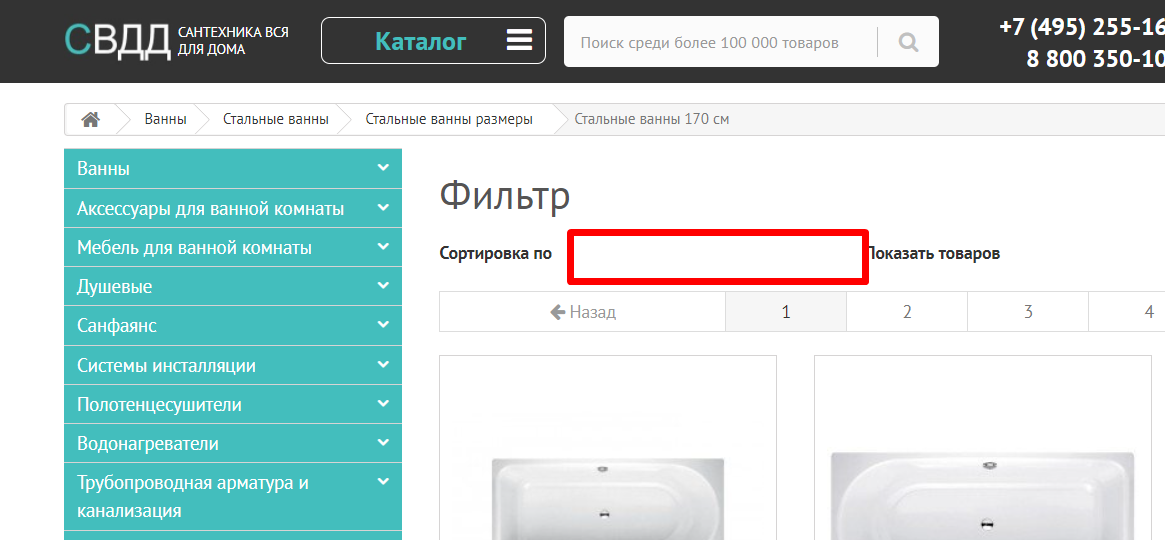 СВДД
САНТЕХНИКА ВСЯ
ДЛЯ ДОМА
Каталог
Поиск среди более 100 000 товаров
+7 (495) 255-16
8 800 350-10
Ванны
Стальные ванны
Стальные ванны размеры
Стальные ванны 170 см
Ванны
Аксессуары для ванной комнаты
Мебель для ванной комнаты
Душевые
Санфаянс
Системы инсталляции
Полотенцесушители
Водонагреватели
Трубопроводная арматура и
канализация
Фильтр
Сортировка по
Показать товаров
Назад
1
2
3
4